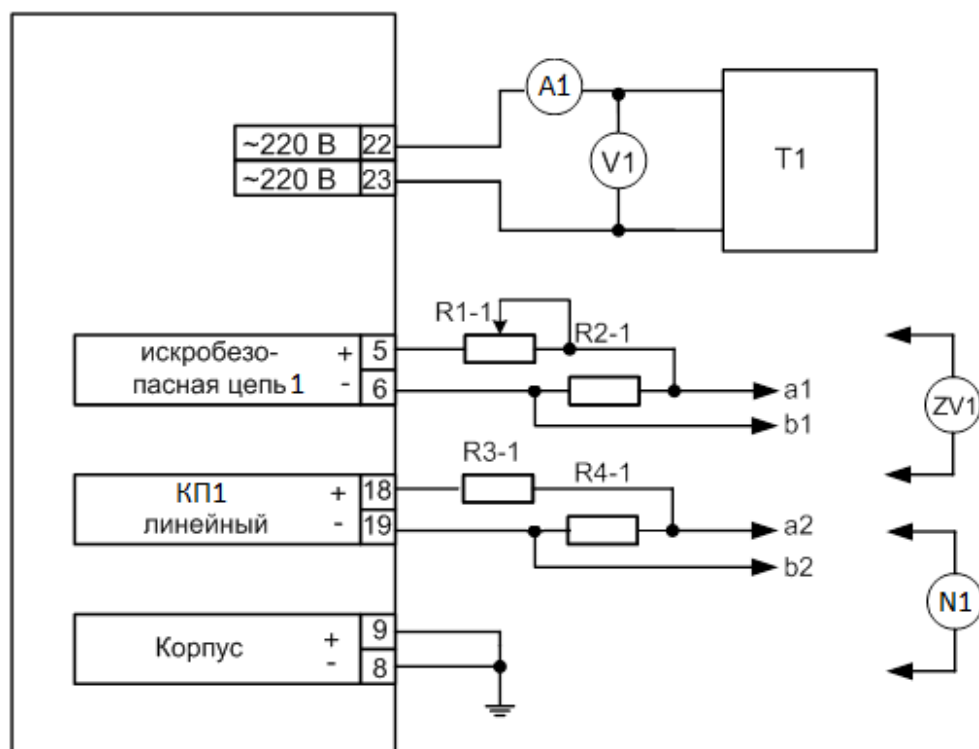 A1
~220 В 22
~220 В 23
V1
T1
R1-1
R2-1
искробезо- + 5
пасная цепь 1 - 6
a1
b1
ZV1
R3-1
R4-1
КП1 + 18
линейный - 19
a2
b2
N1
Корпус + 9
- 8